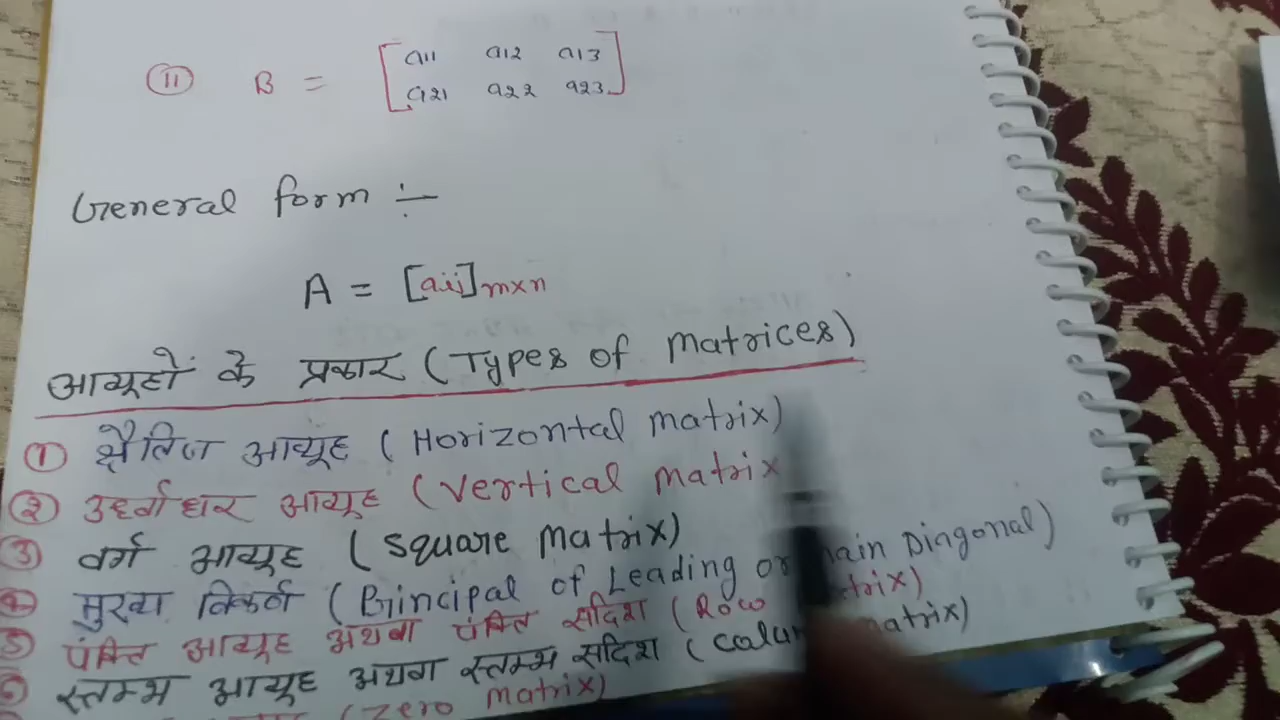 11 B = [ a11 a12 a13
a21 a22 a23 ]
General form :-
A = [aij]m×n
आव्यूहों के प्रकार (Types of Matrices)
① क्षैतिज आव्यूह (Horizontal matrix)
② उर्ध्वाधर आव्यूह (Vertical matrix
③ वर्ग आव्यूह (square Matrix)
④ मुख्य विकर्ण (Principal of Leading or main Diagonal)
⑤ पंक्ति आव्यूह अथवा पंक्ति सदिश (Row matrix)
⑥ स्तम्भ आव्यूह अथवा स्तम्भ सदिश (Calu matrix)
(Zero matrix)